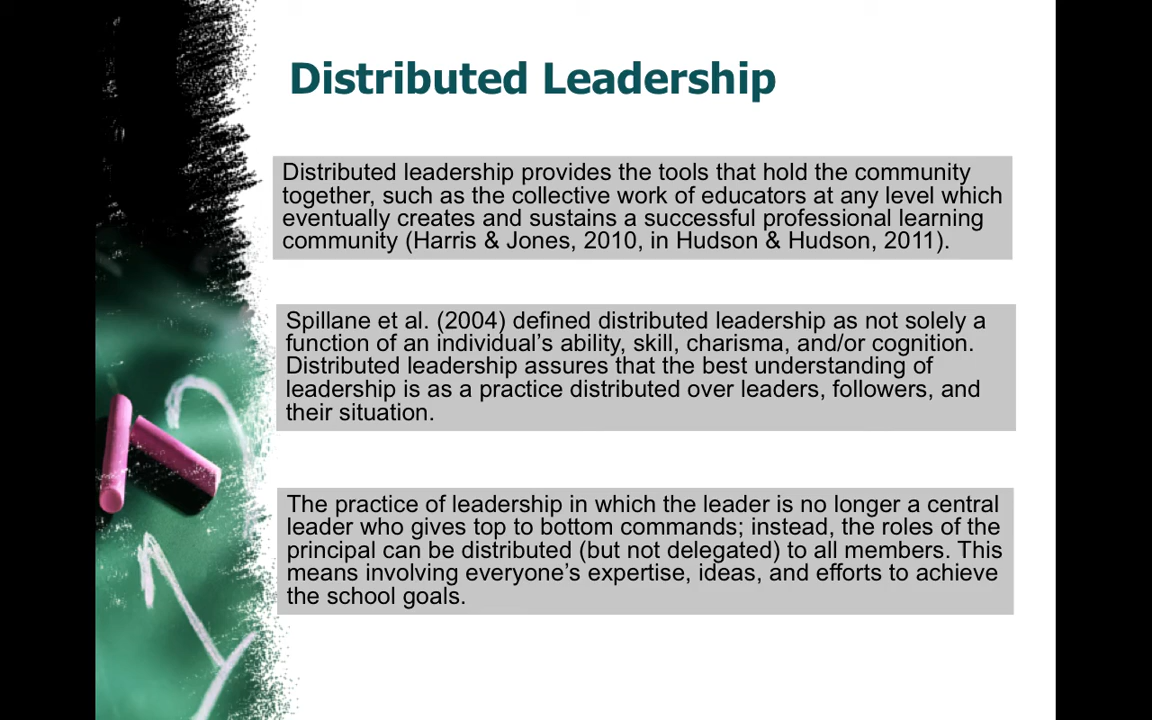 Distributed Leadership
Distributed leadership provides the tools that hold the community
together, such as the collective work of educators at any level which
eventually creates and sustains a successful professional learning
community (Harris & Jones, 2010, in Hudson & Hudson, 2011).
Spillane et al. (2004) defined distributed leadership as not solely a
function of an individual’s ability, skill, charisma, and/or cognition.
Distributed leadership assures that the best understanding of
leadership is as a practice distributed over leaders, followers, and
their situation.
The practice of leadership in which the leader is no longer a central
leader who gives top to bottom commands; instead, the roles of the
principal can be distributed (but not delegated) to all members. This
means involving everyone’s expertise, ideas, and efforts to achieve
the school goals.